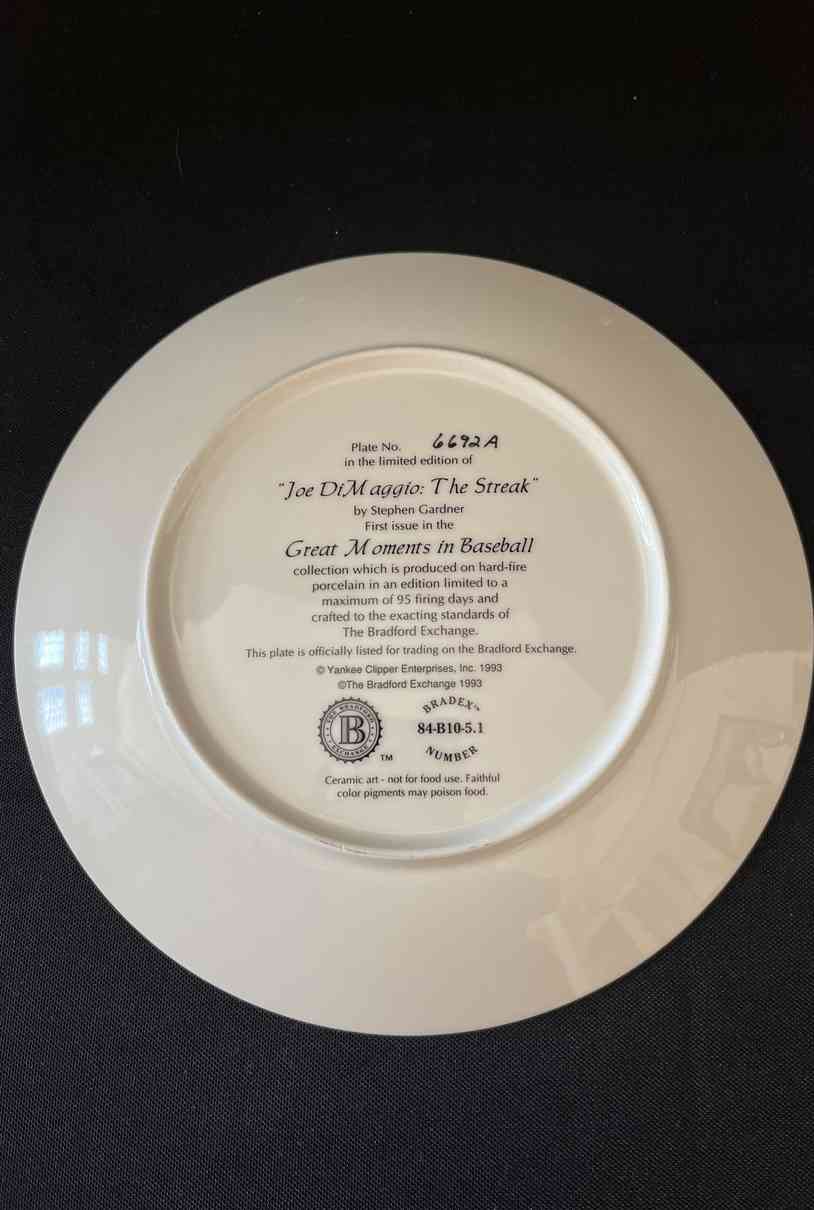 Plate No. 6692A
in the limited edition of
"Joe DiMaggio: The Streak"
by Stephen Gardner
First issue in the
Great Moments in Baseball
collection which is produced on hard-fire
porcelain in an edition limited to a
maximum of 95 firing days and
crafted to the exacting standards of
The Bradford Exchange.
This plate is officially listed for trading on the Bradford Exchange.
© Yankee Clipper Enterprises, Inc. 1993
©The Bradford Exchange 1993
THE BRADFORD
B
EXCHANGE
TM
BRADEX™
84-B10-5.1
NUMBER
Ceramic art - not for food use. Faithful
color pigments may poison food.